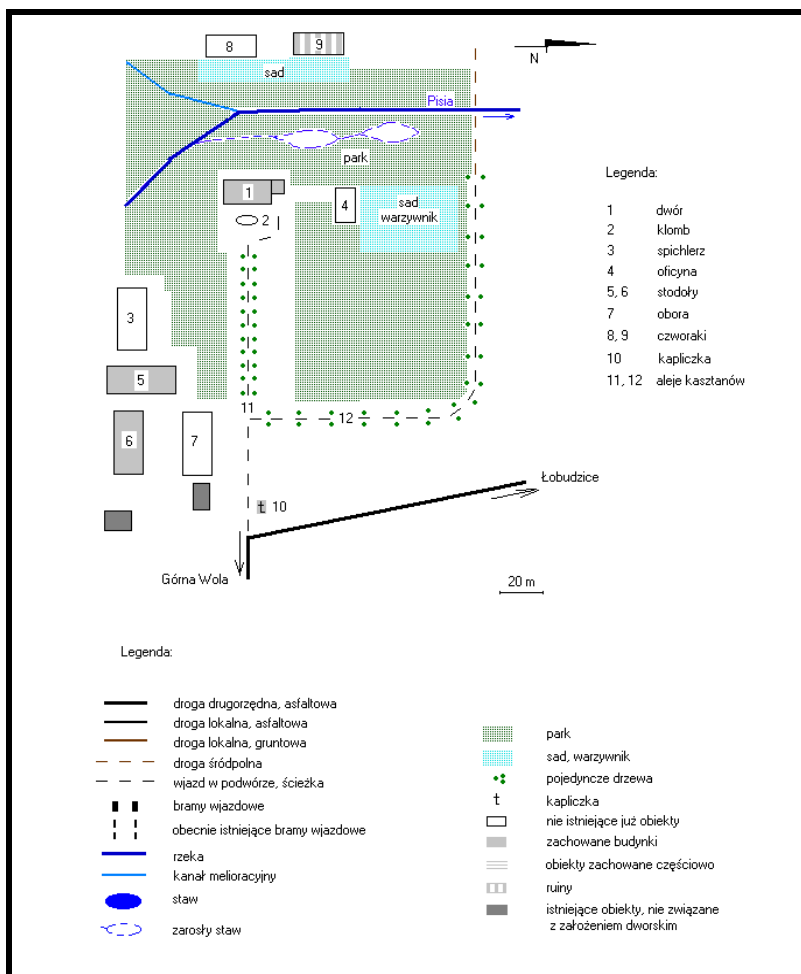 8
9
N
sad
Pisia
park
1
2
4
sad
warzywnik
Legenda:
1 dwór
2 klomb
3 spichlerz
4 oficyna
5, 6 stodoły
7 obora
8, 9 czworaki
10 kapliczka
11, 12 aleje kasztanów
3
5
11
12
6
7
t 10
Łobudzice
Górna Wola
20 m
Legenda:
droga drugorzędna, asfaltowa
droga lokalna, asfaltowa
droga lokalna, gruntowa
droga śródpolna
wjazd w podwórze, ścieżka
bramy wjazdowe
obecnie istniejące bramy wjazdowe
rzeka
kanał melioracyjny
staw
zarosły staw
park
sad, warzywnik
pojedyncze drzewa
t kapliczka
nie istniejące już obiekty
zachowane budynki
obiekty zachowane częściowo
ruiny
istniejące obiekty, nie związane
z założeniem dworskim